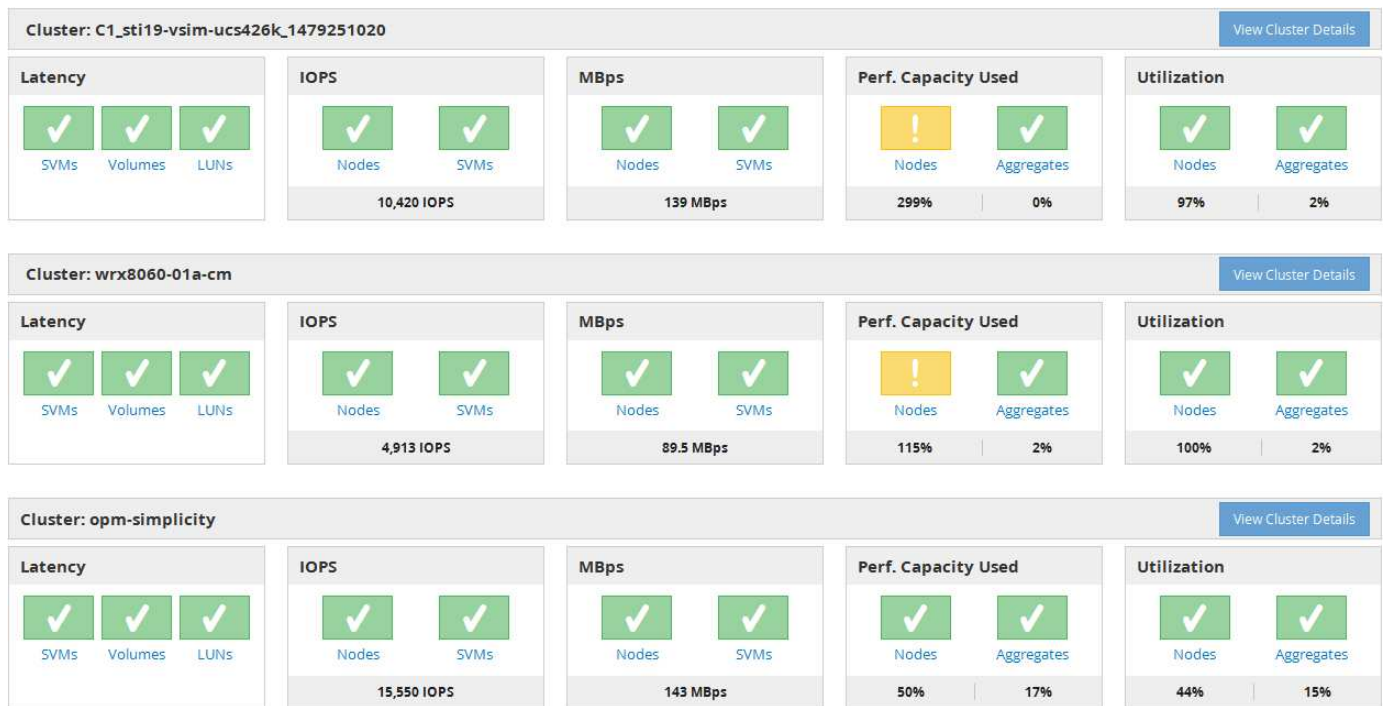 Cluster: C1_sti19-vsim-ucs426k_1479251020 View Cluster Details
Latency IOPS MBps Perf. Capacity Used Utilization
SVMs Volumes LUNs Nodes SVMs Nodes SVMs Nodes Aggregates Nodes Aggregates
10,420 IOPS 139 MBps 299% 0% 97% 2%
Cluster: wrx8060-01a-cm View Cluster Details
Latency IOPS MBps Perf. Capacity Used Utilization
SVMs Volumes LUNs Nodes SVMs Nodes SVMs Nodes Aggregates Nodes Aggregates
4,913 IOPS 89.5 MBps 115% 2% 100% 2%
Cluster: opm-simplicity View Cluster Details
Latency IOPS MBps Perf. Capacity Used Utilization
SVMs Volumes LUNs Nodes SVMs Nodes SVMs Nodes Aggregates Nodes Aggregates
15,550 IOPS 143 MBps 50% 17% 44% 15%